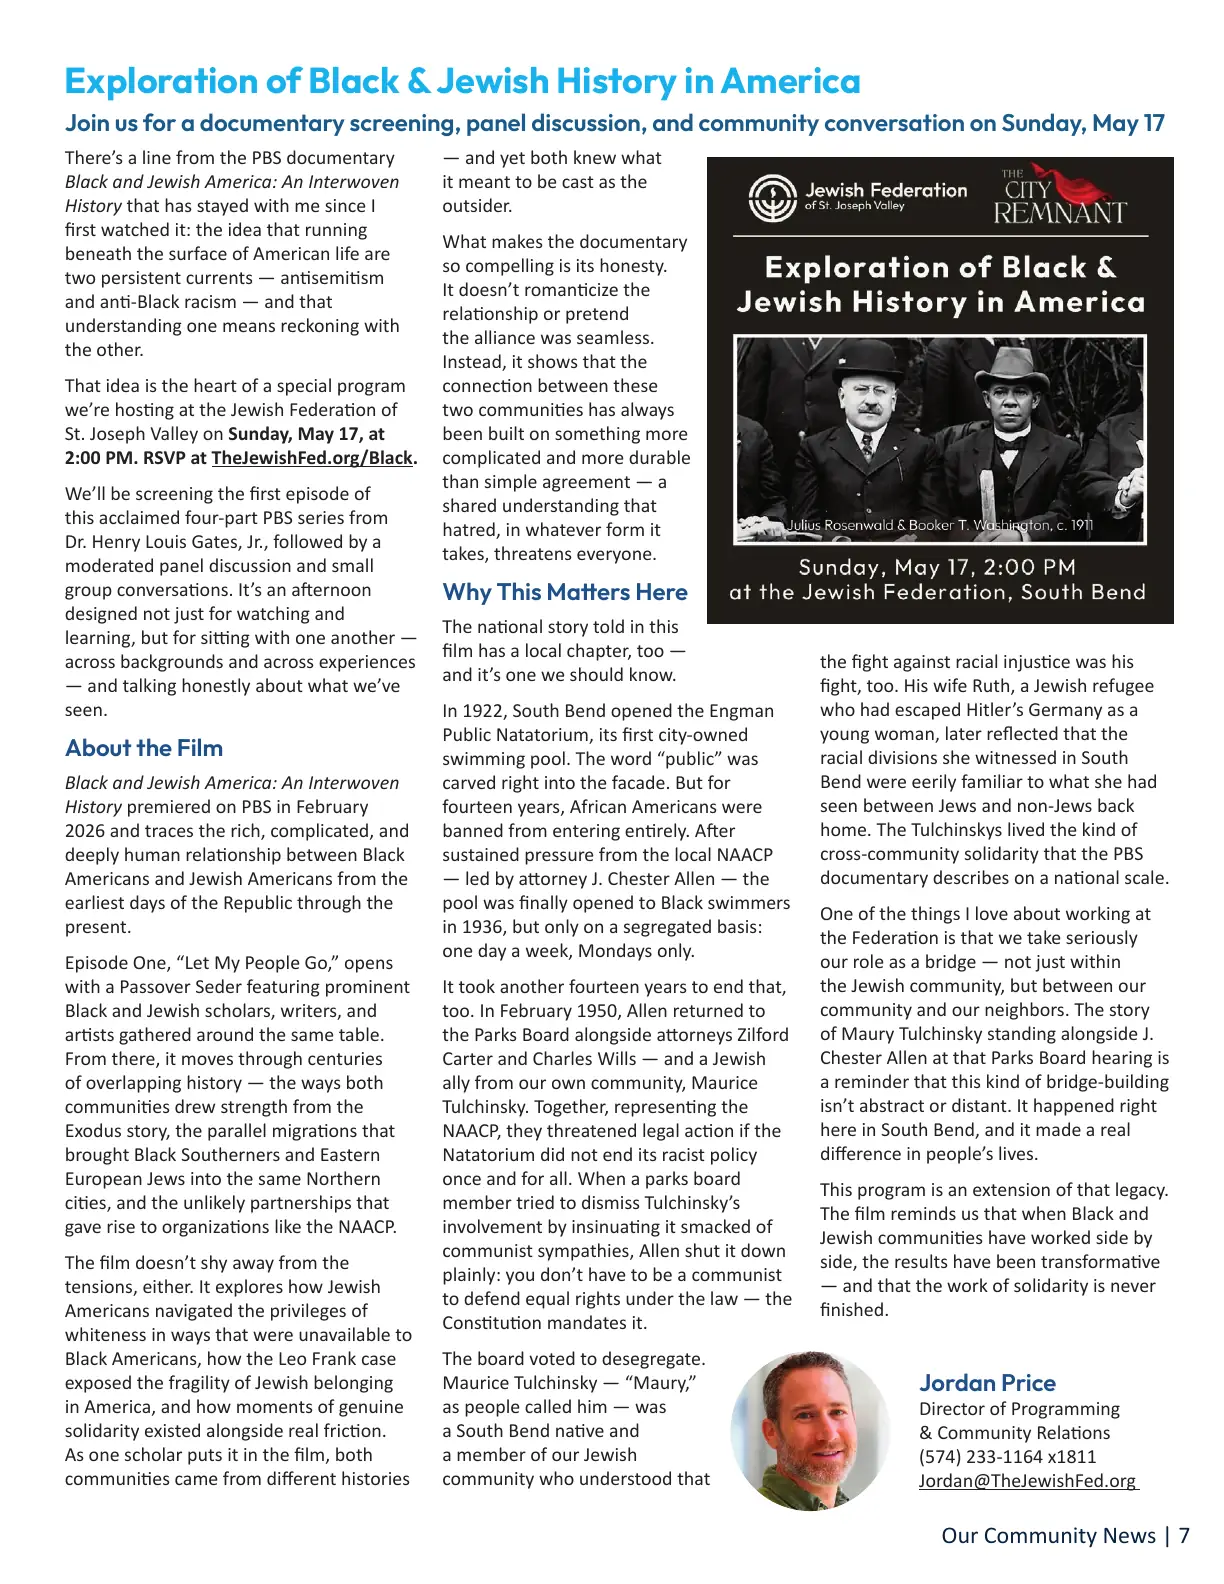 Exploration of Black & Jewish History in America
Join us for a documentary screening, panel discussion, and community conversation on Sunday, May 17
There’s a line from the PBS documentary
Black and Jewish America: An Interwoven
History that has stayed with me since I
first watched it: the idea that running
beneath the surface of American life are
two persistent currents — antisemitism
and anti-Black racism — and that
understanding one means reckoning with
the other.
That idea is the heart of a special program
we’re hosting at the Jewish Federation of
St. Joseph Valley on Sunday, May 17, at
2:00 PM. RSVP at TheJewishFed.org/Black.
We’ll be screening the first episode of
this acclaimed four-part PBS series from
Dr. Henry Louis Gates, Jr., followed by a
moderated panel discussion and small
group conversations. It’s an afternoon
designed not just for watching and
learning, but for sitting with one another —
across backgrounds and across experiences
— and talking honestly about what we’ve
seen.
About the Film
Black and Jewish America: An Interwoven
History premiered on PBS in February
2026 and traces the rich, complicated, and
deeply human relationship between Black
Americans and Jewish Americans from the
earliest days of the Republic through the
present.
Episode One, “Let My People Go,” opens
with a Passover Seder featuring prominent
Black and Jewish scholars, writers, and
artists gathered around the same table.
From there, it moves through centuries
of overlapping history — the ways both
communities drew strength from the
Exodus story, the parallel migrations that
brought Black Southerners and Eastern
European Jews into the same Northern
cities, and the unlikely partnerships that
gave rise to organizations like the NAACP.
The film doesn’t shy away from the
tensions, either. It explores how Jewish
Americans navigated the privileges of
whiteness in ways that were unavailable to
Black Americans, how the Leo Frank case
exposed the fragility of Jewish belonging
in America, and how moments of genuine
solidarity existed alongside real friction.
As one scholar puts it in the film, both
communities came from different histories
— and yet both knew what
it meant to be cast as the
outsider.
What makes the documentary
so compelling is its honesty.
It doesn’t romanticize the
relationship or pretend
the alliance was seamless.
Instead, it shows that the
connection between these
two communities has always
been built on something more
complicated and more durable
than simple agreement — a
shared understanding that
hatred, in whatever form it
takes, threatens everyone.
Why This Matters Here
The national story told in this
film has a local chapter, too —
and it’s one we should know.
In 1922, South Bend opened the Engman
Public Natatorium, its first city-owned
swimming pool. The word “public” was
carved right into the facade. But for
fourteen years, African Americans were
banned from entering entirely. After
sustained pressure from the local NAACP
— led by attorney J. Chester Allen — the
pool was finally opened to Black swimmers
in 1936, but only on a segregated basis:
one day a week, Mondays only.
It took another fourteen years to end that,
too. In February 1950, Allen returned to
the Parks Board alongside attorneys Zilford
Carter and Charles Wills — and a Jewish
ally from our own community, Maurice
Tulchinsky. Together, representing the
NAACP, they threatened legal action if the
Natatorium did not end its racist policy
once and for all. When a parks board
member tried to dismiss Tulchinsky’s
involvement by insinuating it smacked of
communist sympathies, Allen shut it down
plainly: you don’t have to be a communist
to defend equal rights under the law — the
Constitution mandates it.
The board voted to desegregate.
Maurice Tulchinsky — “Maury,”
as people called him — was
a South Bend native and
a member of our Jewish
community who understood that
Jewish Federation
of St. Joseph Valley
THE
CITY
REMNANT
Exploration of Black &
Jewish History in America
Julius Rosenwald & Booker T. Washington, c. 1911
Sunday, May 17, 2:00 PM
at the Jewish Federation, South Bend
the fight against racial injustice was his
fight, too. His wife Ruth, a Jewish refugee
who had escaped Hitler’s Germany as a
young woman, later reflected that the
racial divisions she witnessed in South
Bend were eerily familiar to what she had
seen between Jews and non-Jews back
home. The Tulchinskys lived the kind of
cross-community solidarity that the PBS
documentary describes on a national scale.
One of the things I love about working at
the Federation is that we take seriously
our role as a bridge — not just within
the Jewish community, but between our
community and our neighbors. The story
of Maury Tulchinsky standing alongside J.
Chester Allen at that Parks Board hearing is
a reminder that this kind of bridge-building
isn’t abstract or distant. It happened right
here in South Bend, and it made a real
difference in people’s lives.
This program is an extension of that legacy.
The film reminds us that when Black and
Jewish communities have worked side by
side, the results have been transformative
— and that the work of solidarity is never
finished.
Jordan Price
Director of Programming
& Community Relations
(574) 233-1164 x1811
Jordan@TheJewishFed.org
Our Community News | 7